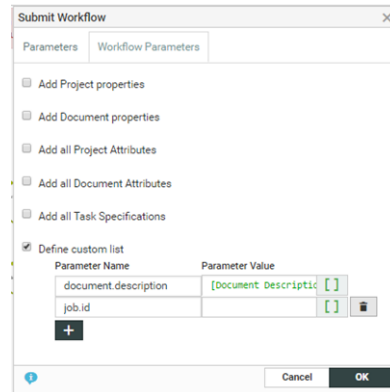 Submit Workflow
Parameters Workflow Parameters
Add Project properties
Add Document properties
Add all Project Attributes
Add all Document Attributes
Add all Task Specifications
Define custom list
Parameter Name Parameter Value
document.description [Document Descriptio []
job.id []
+
Cancel OK